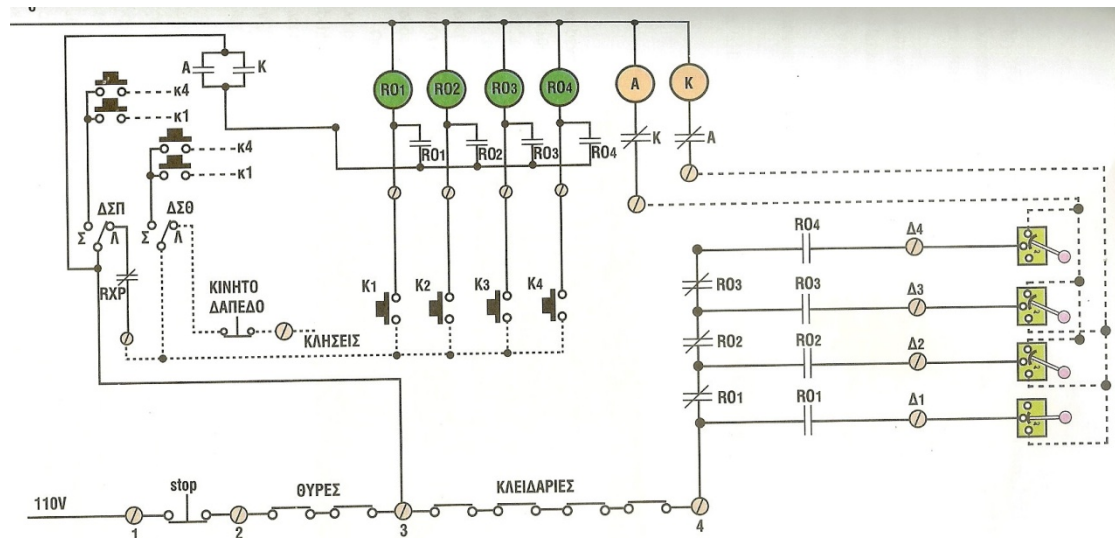 A K
RO1 RO2 RO3 RO4 A K
κ4
κ1
K A
RO1 RO2 RO3 RO4
κ4
κ1
ΔΣΠ ΔΣΘ
Σ Λ Σ Λ
RO4 Δ4
RXP
ΚΙΝΗΤΟ
ΔΑΠΕΔΟ
K1 K2 K3 K4
RO3 RO3 Δ3
ΚΛΗΣΕΙΣ
RO2 RO2 Δ2
RO1 RO1 Δ1
stop ΘΥΡΕΣ ΚΛΕΙΔΑΡΙΕΣ
110V
1 2 3 4